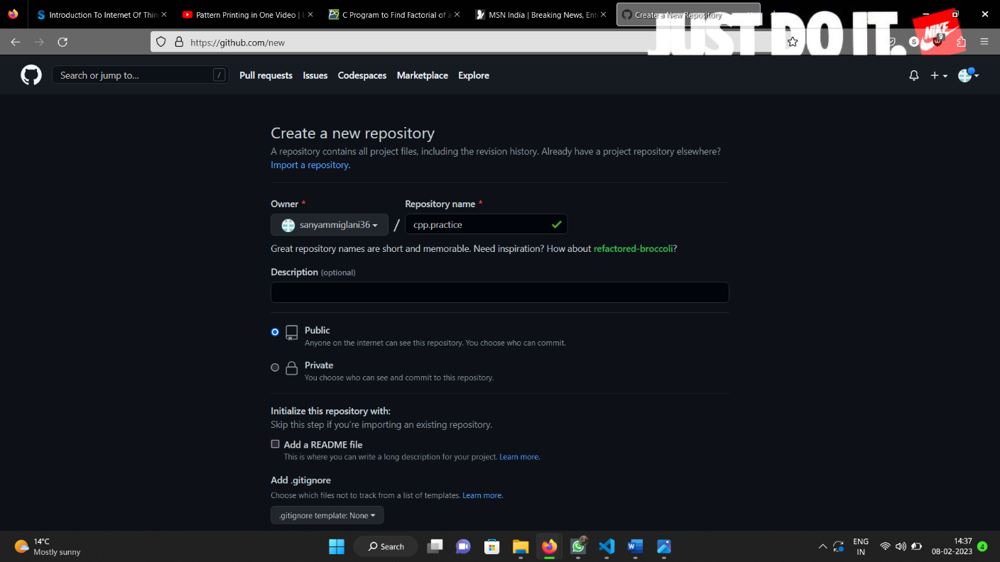 Introduction To Internet Of Thin
Pattern Printing in One Video | L
C Program to Find Factorial of a
MSN India | Breaking News, Ente
Create a New Repository
JUST DO IT.
NIKE
https://github.com/new
S
9
Search or jump to...
/
Pull requests
Issues
Codespaces
Marketplace
Explore
Create a new repository
A repository contains all project files, including the revision history. Already have a project repository elsewhere?
Import a repository.
Owner *
Repository name *
sanyammiglani36
/
cpp.practice
Great repository names are short and memorable. Need inspiration? How about refactored-broccoli?
Description (optional)
Public
Anyone on the internet can see this repository. You choose who can commit.
Private
You choose who can see and commit to this repository.
Initialize this repository with:
Skip this step if you're importing an existing repository.
Add a README file
This is where you can write a long description for your project. Learn more.
Add .gitignore
Choose which files not to track from a list of templates. Learn more.
.gitignore template: None
14°C
Mostly sunny
Search
ENG
IN
14:37
08-02-2023
4